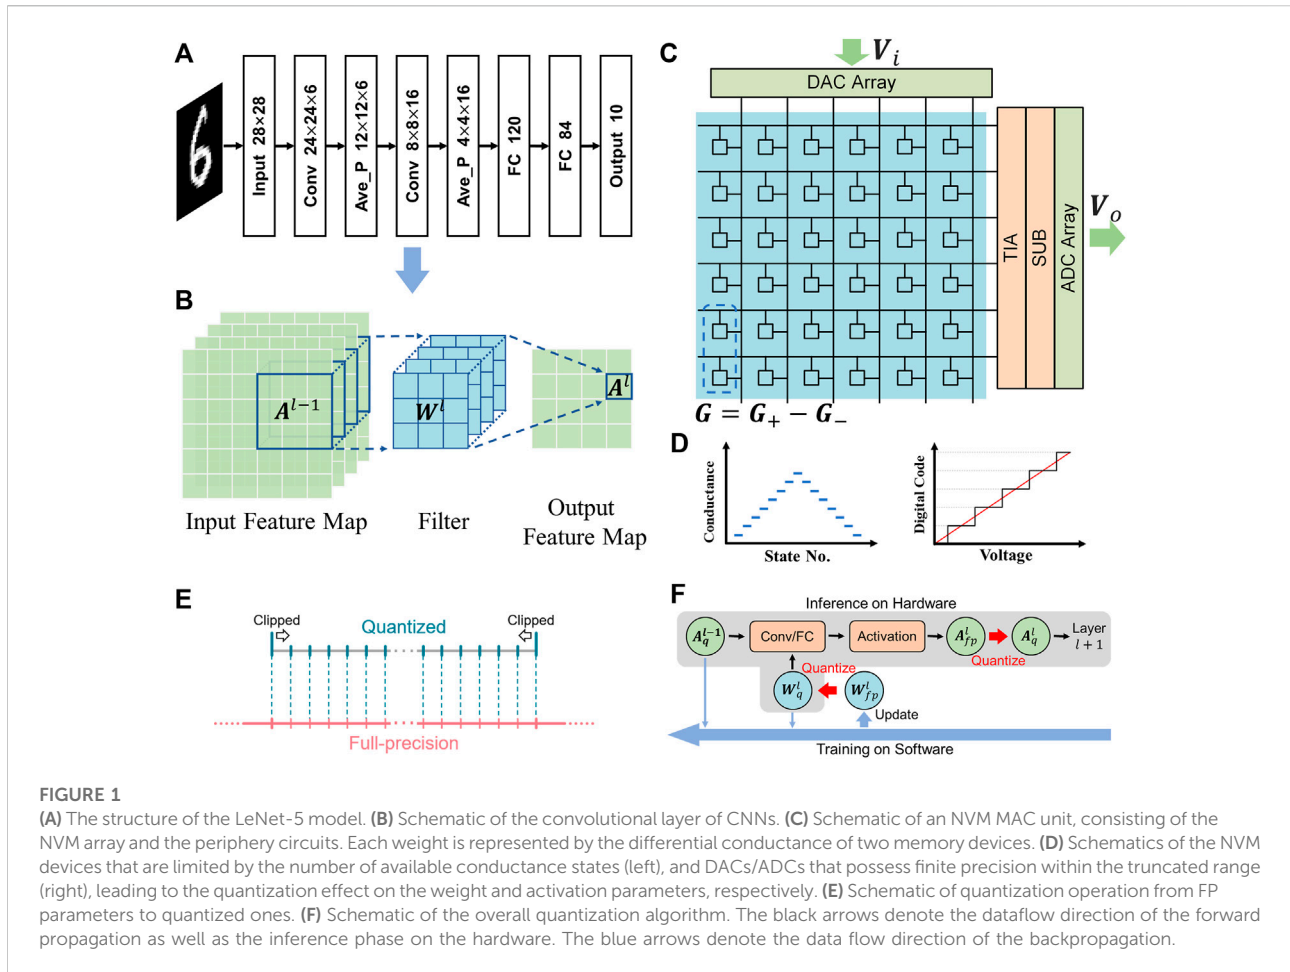 A
Input 28×28
Conv 24×24×6
Ave_P 12×12×6
Conv 8×8×16
Ave_P 4×4×16
FC 120
FC 84
Output 10
B
A^{l-1}
W^l
A^l
Input Feature Map
Filter
Output
Feature Map
C
V_i
DAC Array
TIA
SUB
ADC Array
V_o
G = G_+ − G_-
D
Conductance
State No.
Digital Code
Voltage
E
Clipped
Quantized
Clipped
Full-precision
F
Inference on Hardware
A_q^{l-1}
Conv/FC
Activation
A_{fp}^l
A_q^l
Layer
l + 1
Quantize
Quantize
W_q^l
W_{fp}^l
Update
Training on Software
FIGURE 1
(A) The structure of the LeNet-5 model. (B) Schematic of the convolutional layer of CNNs. (C) Schematic of an NVM MAC unit, consisting of the
NVM array and the periphery circuits. Each weight is represented by the differential conductance of two memory devices. (D) Schematics of the NVM
devices that are limited by the number of available conductance states (left), and DACs/ADCs that possess finite precision within the truncated range
(right), leading to the quantization effect on the weight and activation parameters, respectively. (E) Schematic of quantization operation from FP
parameters to quantized ones. (F) Schematic of the overall quantization algorithm. The black arrows denote the dataflow direction of the forward
propagation as well as the inference phase on the hardware. The blue arrows denote the data flow direction of the backpropagation.